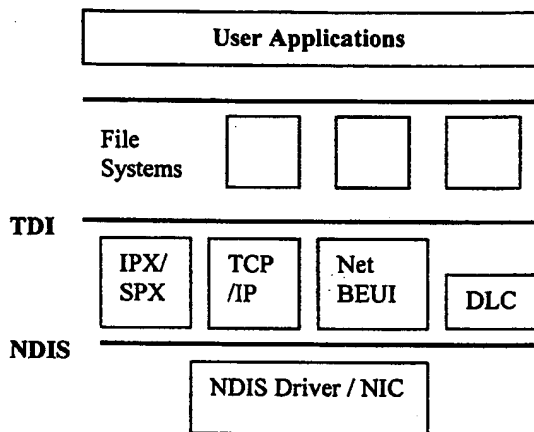 User Applications
File
Systems
TDI
IPX/
SPX
TCP
/IP
Net
BEUI
DLC
NDIS
NDIS Driver / NIC